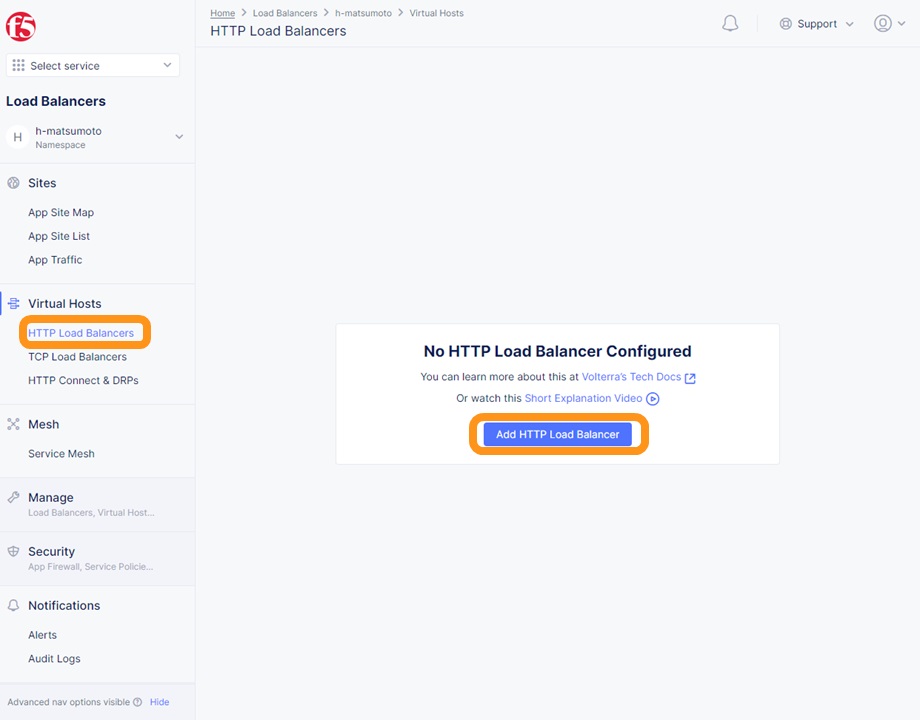 f5
Select service
Load Balancers
H
h-matsumoto
Namespace
Sites
App Site Map
App Site List
App Traffic
Virtual Hosts
HTTP Load Balancers
TCP Load Balancers
HTTP Connect & DRPs
Mesh
Service Mesh
Manage
Load Balancers, Virtual Host...
Security
App Firewall, Service Policie...
Notifications
Alerts
Audit Logs
Advanced nav options visible ? Hide
Home > Load Balancers > h-matsumoto > Virtual Hosts
HTTP Load Balancers
Support
No HTTP Load Balancer Configured
You can learn more about this at Volterra's Tech Docs
Or watch this Short Explanation Video
Add HTTP Load Balancer